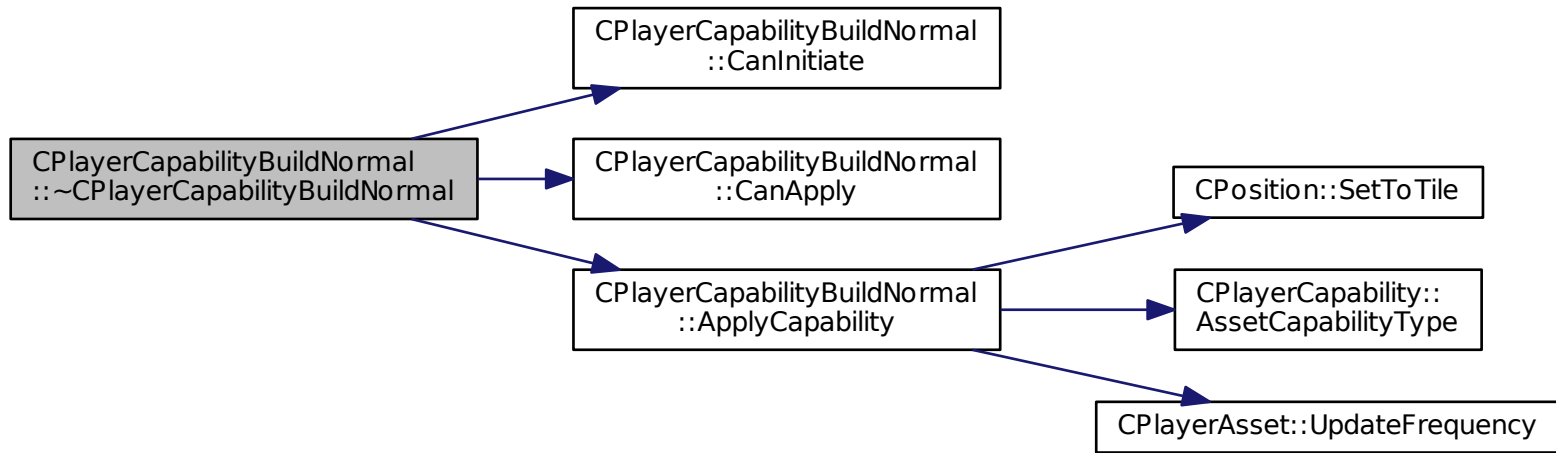 CPlayerCapabilityBuildNormal
::~CPlayerCapabilityBuildNormal
CPlayerCapabilityBuildNormal
::CanInitiate
CPlayerCapabilityBuildNormal
::CanApply
CPlayerCapabilityBuildNormal
::ApplyCapability
CPosition::SetToTile
CPlayerCapability::
AssetCapabilityType
CPlayerAsset::UpdateFrequency